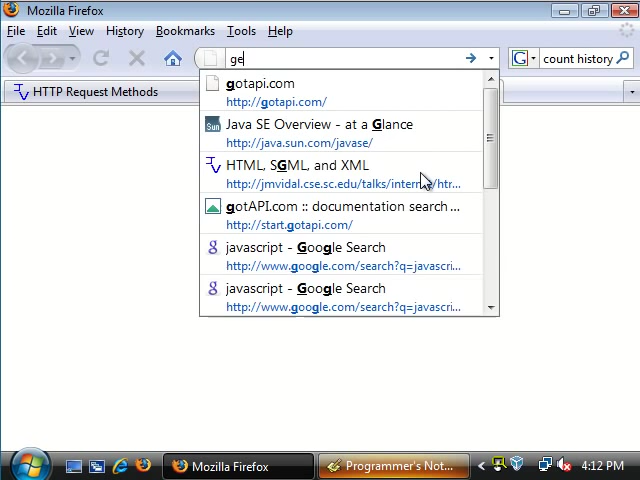 Mozilla Firefox
File Edit View History Bookmarks Tools Help
ge
G count history
HTTP Request Methods
gotapi.com
http://gotapi.com/
Sun Java SE Overview - at a Glance
http://java.sun.com/javase/
HTML, SGML, and XML
http://jmvidal.cse.sc.edu/talks/interne/htr...
gotAPI.com :: documentation search ...
http://start.gotapi.com/
g javascript - Google Search
http://www.google.com/search?q=javascri...
g javascript - Google Search
http://www.google.com/search?q=javascri...
Mozilla Firefox
Programmer's Not...
4:12 PM